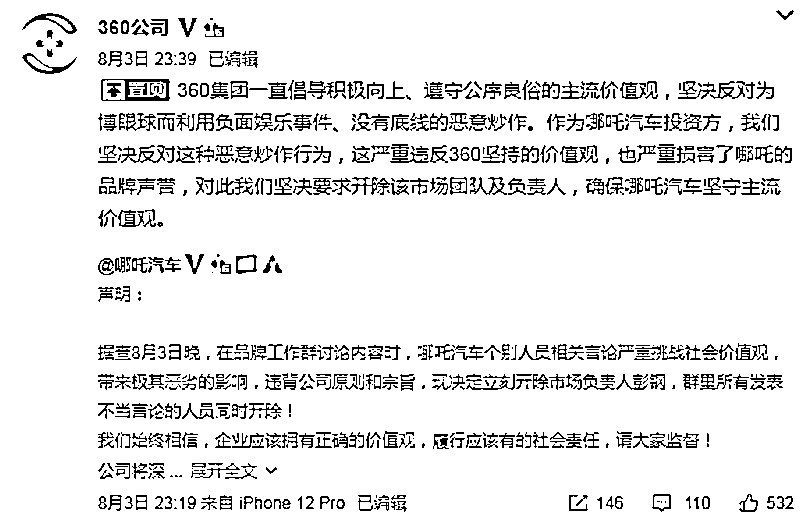 360公司
8月3日 23:39 已编辑
置顶 360集团一直倡导积极向上、遵守公序良俗的主流价值观，坚决反对为
博眼球而利用负面娱乐事件、没有底线的恶意炒作。作为哪吒汽车投资方，我们
坚决反对这种恶意炒作行为，这严重违反360坚持的价值观，也严重损害了哪吒的
品牌声誉，对此我们坚决要求开除该市场团队及负责人，确保哪吒汽车坚守主流
价值观。
@哪吒汽车
声明：
据查8月3日晚，在品牌工作群讨论内容时，哪吒汽车个别人员相关言论严重挑战社会价值观，
带来极其恶劣的影响，违背公司原则和宗旨，现决定立刻开除市场负责人彭钢，群里所有发表
不当言论的人员同时开除！
我们始终相信，企业应该拥有正确的价值观，履行应该有的社会责任，请大家监督！
公司将深 ... 展开全文
8月3日 23:19 来自 iPhone 12 Pro 已编辑 146 110 532